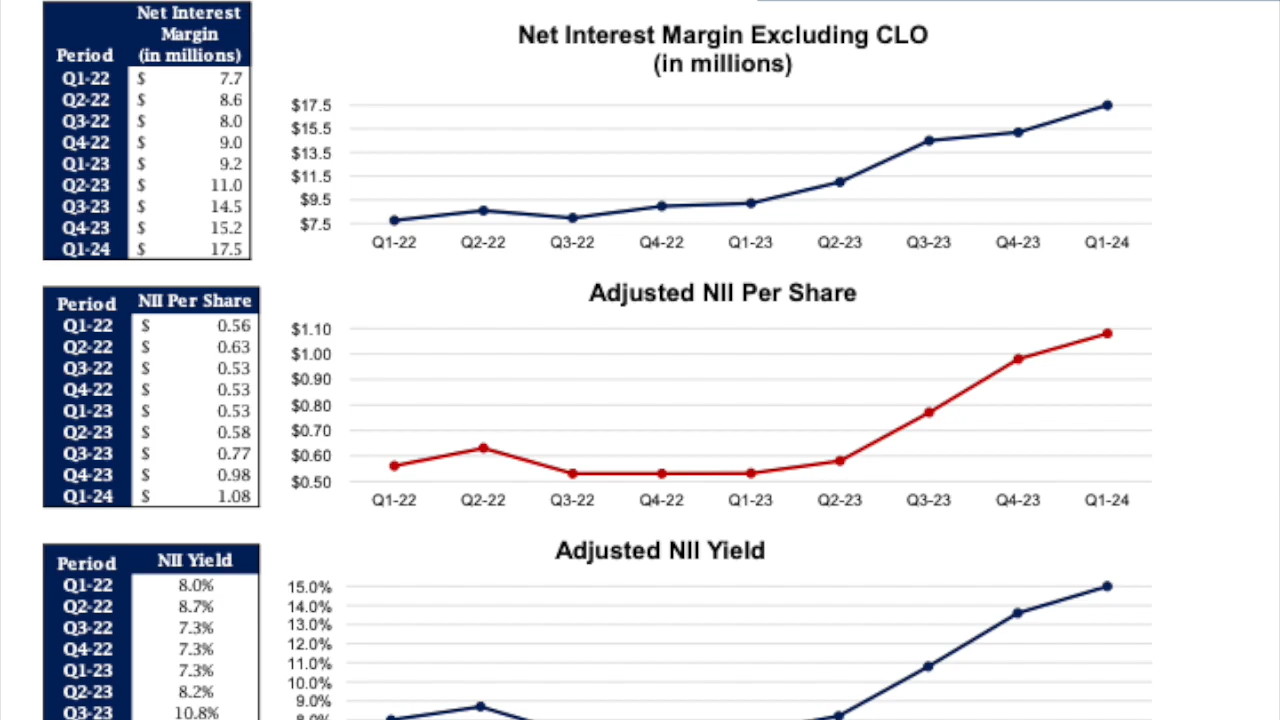 Net Interest
Margin
Period (in millions)
Q1-22 $ 7.7
Q2-22 $ 8.6
Q3-22 $ 8.0
Q4-22 $ 9.0
Q1-23 $ 9.2
Q2-23 $ 11.0
Q3-23 $ 14.5
Q4-23 $ 15.2
Q1-24 $ 17.5
Net Interest Margin Excluding CLO
(in millions)
$17.5
$15.5
$13.5
$11.5
$9.5
$7.5
Q1-22 Q2-22 Q3-22 Q4-22 Q1-23 Q2-23 Q3-23 Q4-23 Q1-24
Period NII Per Share
Q1-22 $ 0.56
Q2-22 $ 0.63
Q3-22 $ 0.53
Q4-22 $ 0.53
Q1-23 $ 0.53
Q2-23 $ 0.58
Q3-23 $ 0.77
Q4-23 $ 0.98
Q1-24 $ 1.08
Adjusted NII Per Share
$1.10
$1.00
$0.90
$0.80
$0.70
$0.60
$0.50
Q1-22 Q2-22 Q3-22 Q4-22 Q1-23 Q2-23 Q3-23 Q4-23 Q1-24
Period NII Yield
Q1-22 8.0%
Q2-22 8.7%
Q3-22 7.3%
Q4-22 7.3%
Q1-23 7.3%
Q2-23 8.2%
Q3-23 10.8%
Adjusted NII Yield
15.0%
14.0%
13.0%
12.0%
11.0%
10.0%
9.0%
8.0%